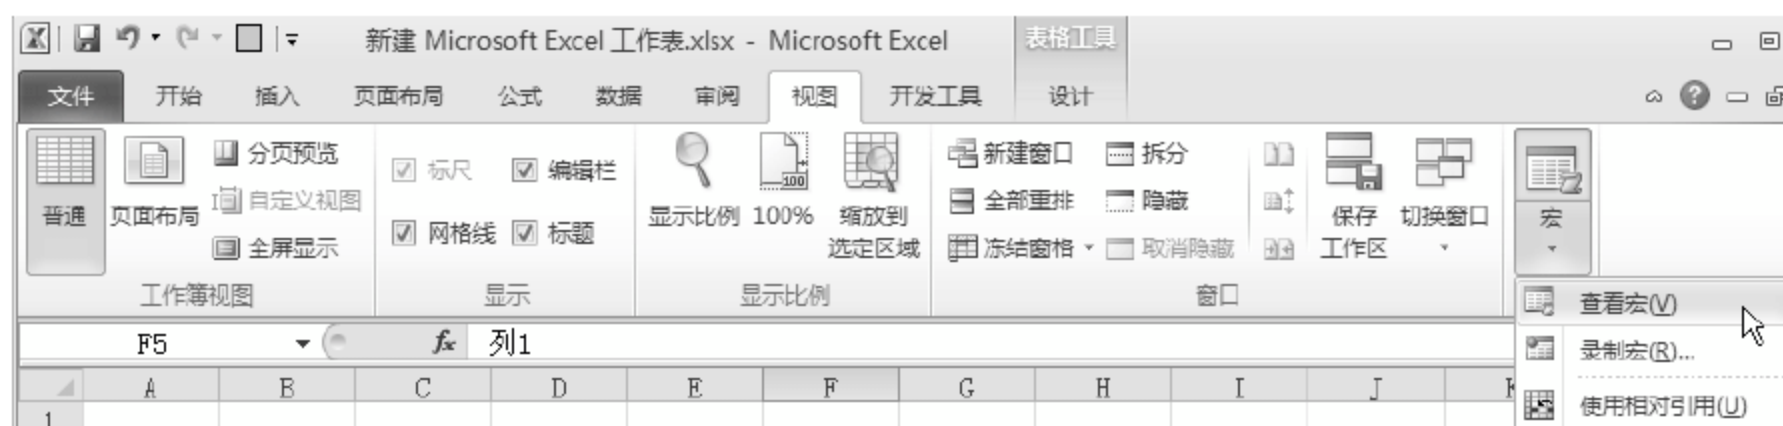 新建 Microsoft Excel 工作表.xlsx - Microsoft Excel 表格工具
文件 开始 插入 页面布局 公式 数据 审阅 视图 开发工具 设计
普通
页面布局
分页预览
自定义视图
全屏显示
工作簿视图
标尺 编辑栏
网格线 标题
显示
显示比例
100
100%
缩放到
选定区域
显示比例
新建窗口 拆分
全部重排 隐藏
冻结窗格 取消隐藏
保存
工作区
切换窗口
窗口
宏
查看宏(V)
录制宏(R)...
使用相对引用(U)
F5 fx 列1
A B C D E F G H I J K
1